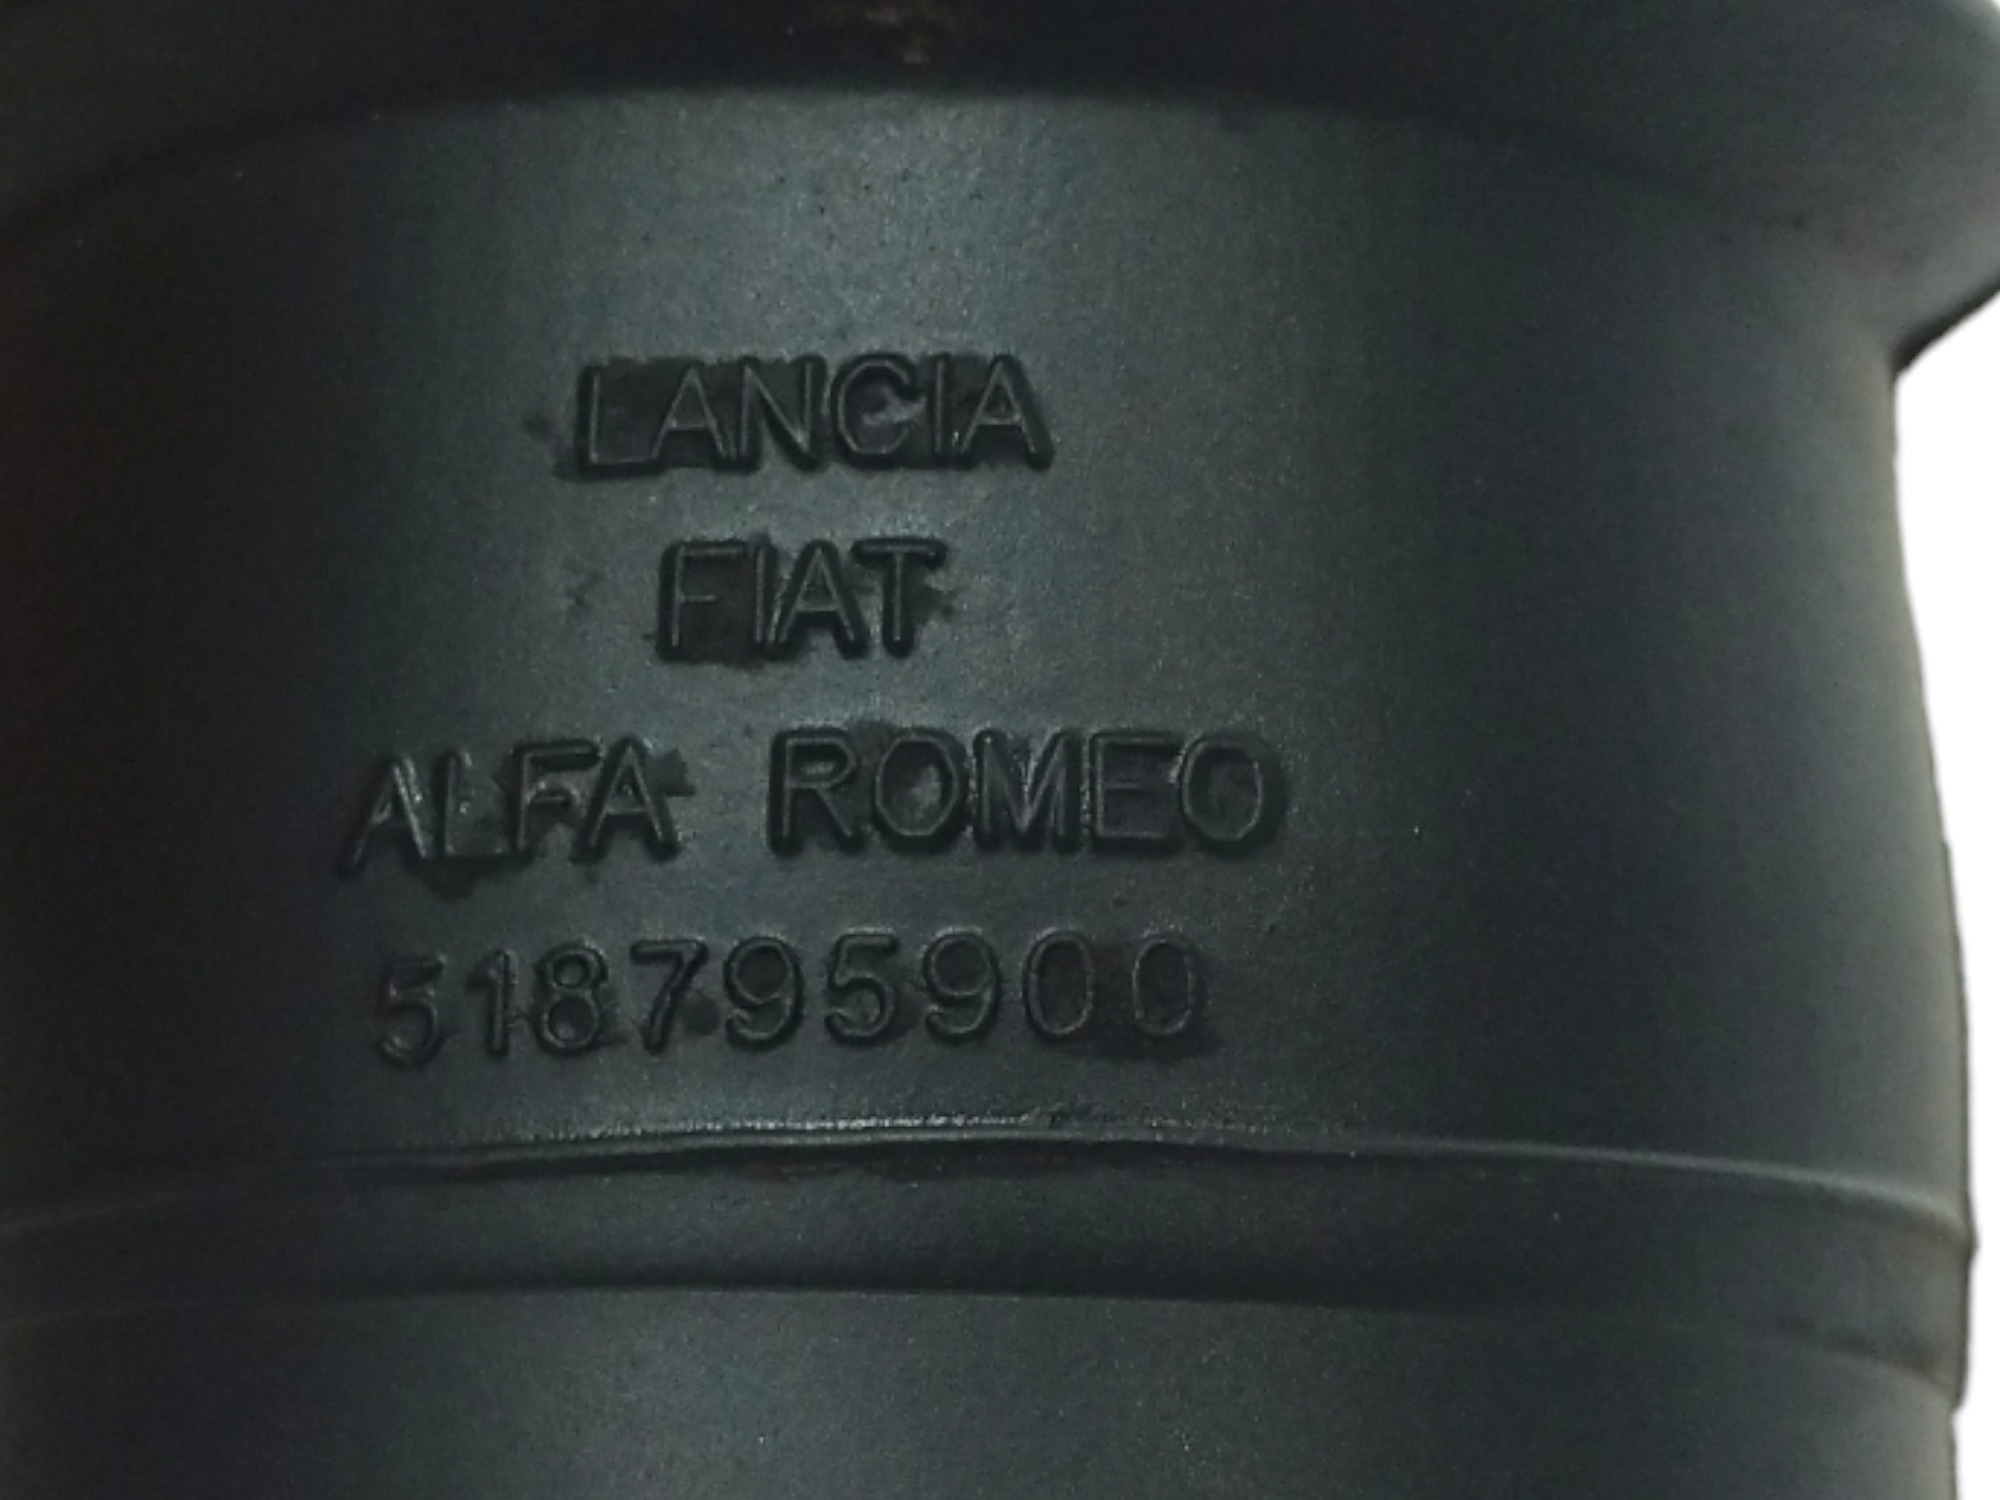 LANCIA
FIAT
ALFA ROMEO
518795900